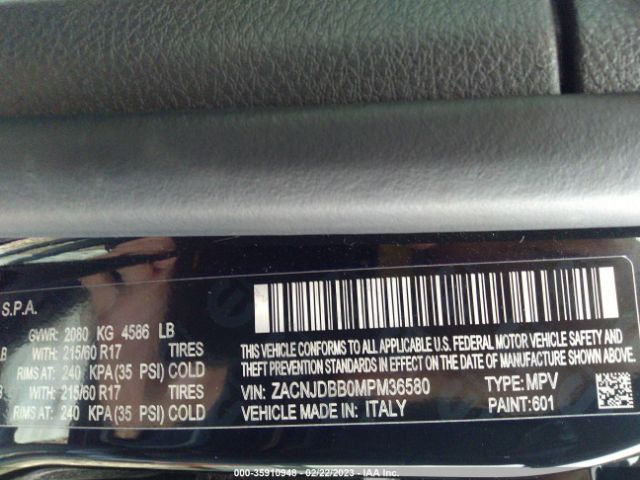 S.P.A.
GVWR: 2080 KG 4586 LB
WITH: 215/60 R17 TIRES
RIMS AT: 240 KPA(35 PSI) COLD
WITH: 215/60 R17 TIRES
RIMS AT: 240 KPA(35 PSI) COLD
THIS VEHICLE CONFORMS TO ALL APPLICABLE U.S. FEDERAL MOTOR VEHICLE SAFETY AND
THEFT PREVENTION STANDARDS IN EFFECT ON THE DATE OF MANUFACTURE SHOWN ABOVE.
VIN: ZACNJDBB0MPM36580 TYPE: MPV
VEHICLE MADE IN: ITALY PAINT: 601
000-35910948 - 02/22/2023 - IAA Inc.